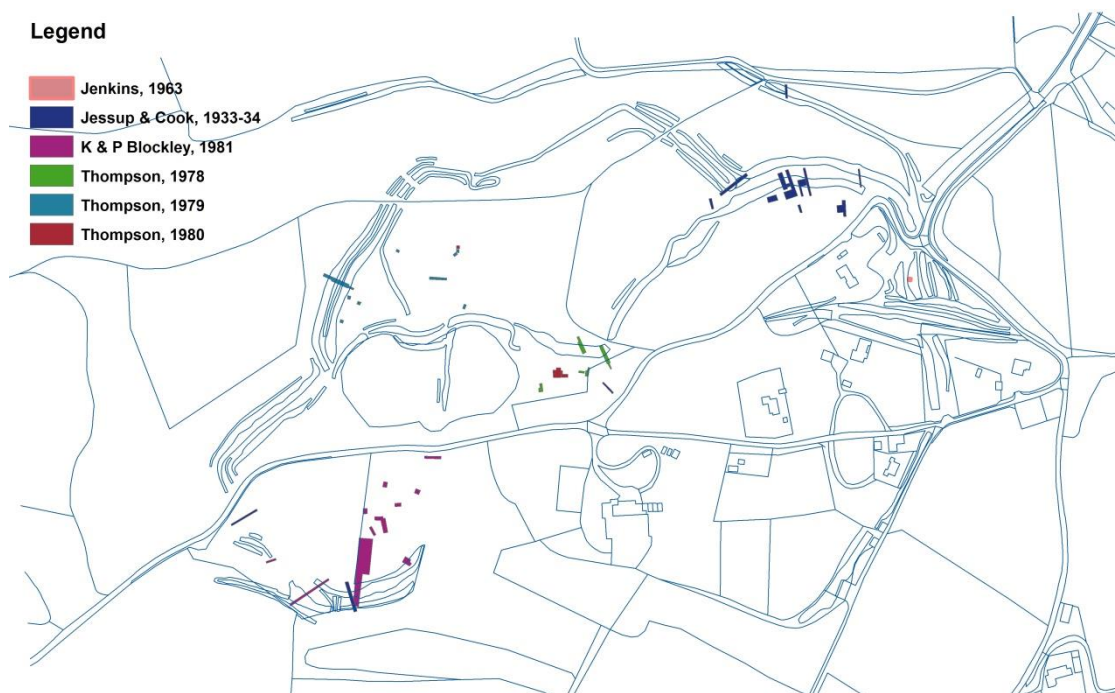 Legend
Jenkins, 1963
Jessup & Cook, 1933-34
K & P Blockley, 1981
Thompson, 1978
Thompson, 1979
Thompson, 1980